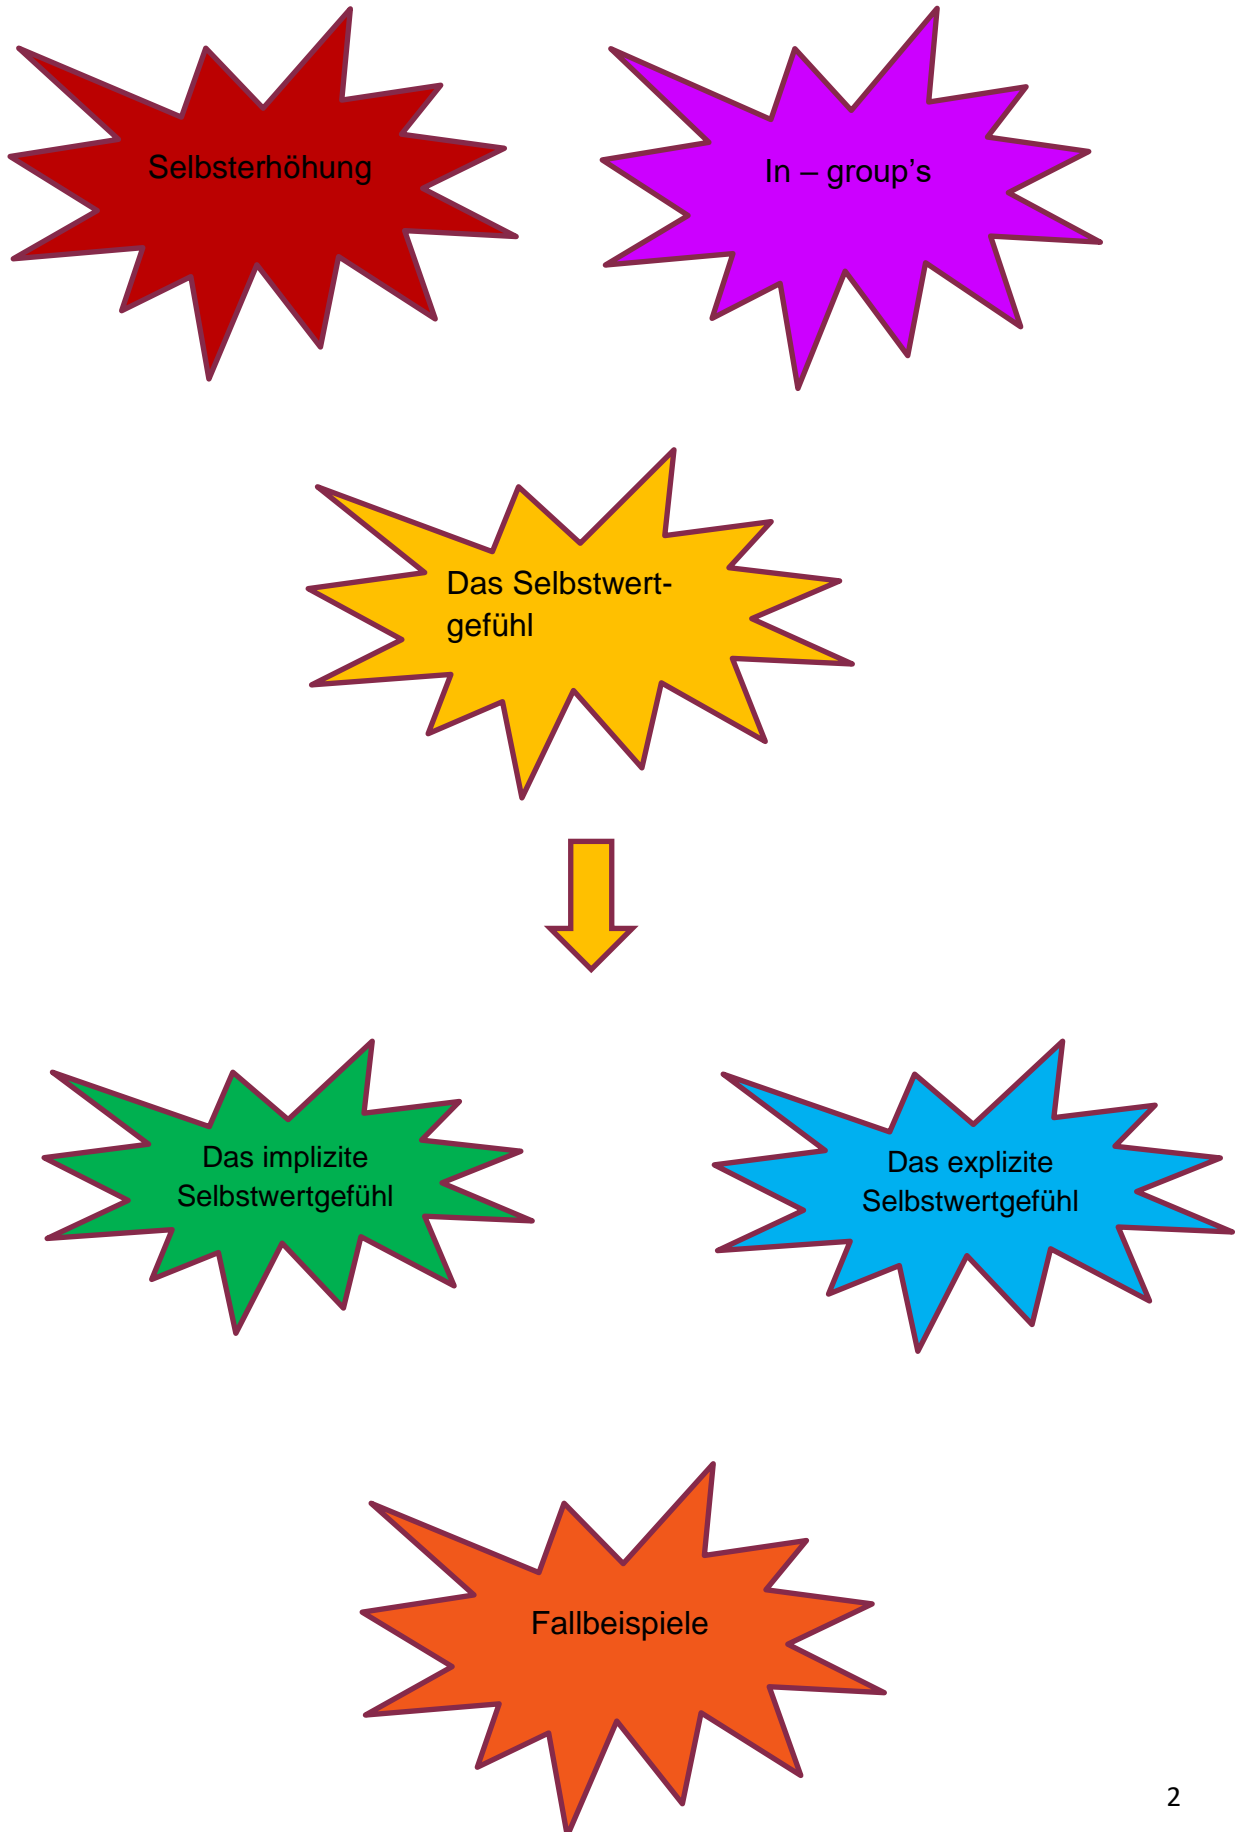 Selbsterhöhung
In – group's
Das Selbstwert-
gefühl
Das implizite
Selbstwertgefühl
Das explizite
Selbstwertgefühl
Fallbeispiele
2